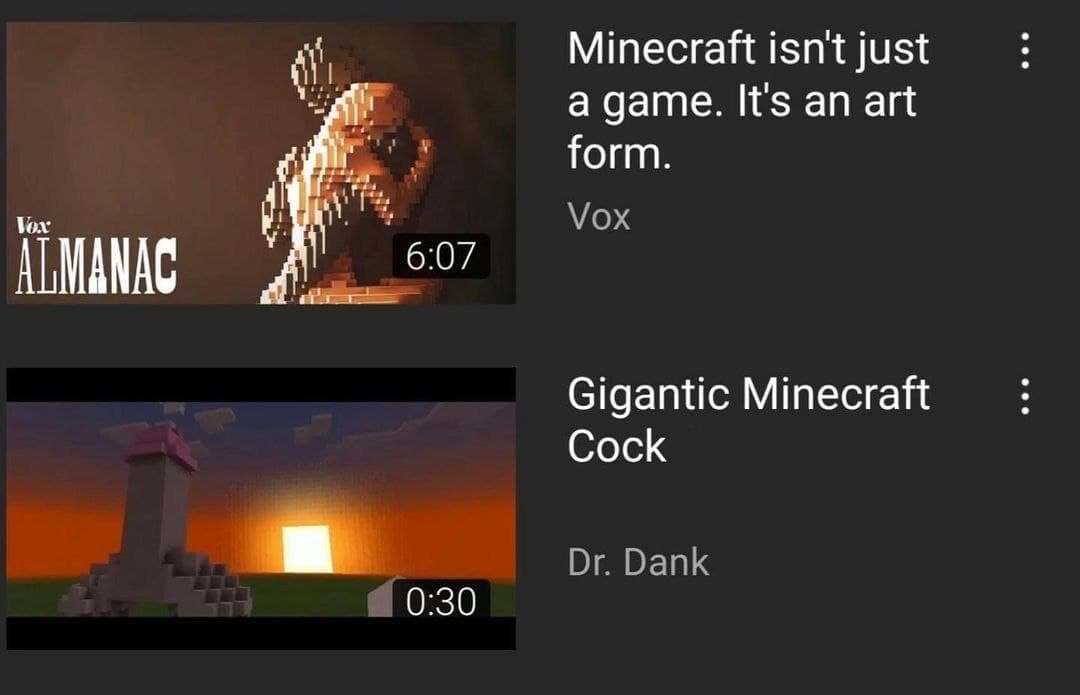 Minecraft isn't just
a game. It's an art
form.
Vox
Vox
ALMANAC
6:07
Gigantic Minecraft
Cock
Dr. Dank
0:30